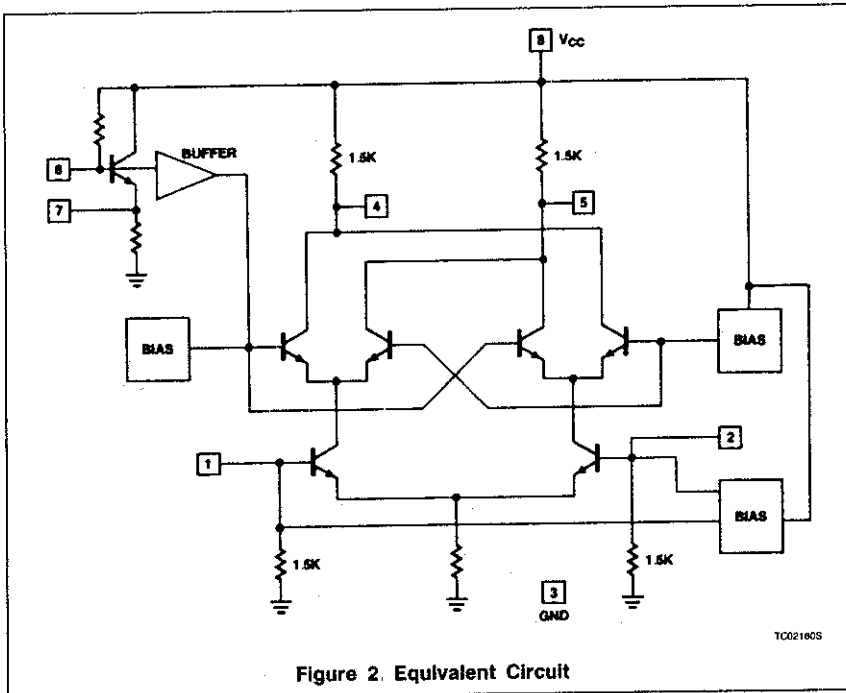 8 VCC
BUFFER
1.5K
1.5K
6
7
4
5
BIAS
BIAS
1
2
BIAS
1.5K
1.5K
3
GND
TC02160S
Figure 2. Equivalent Circuit